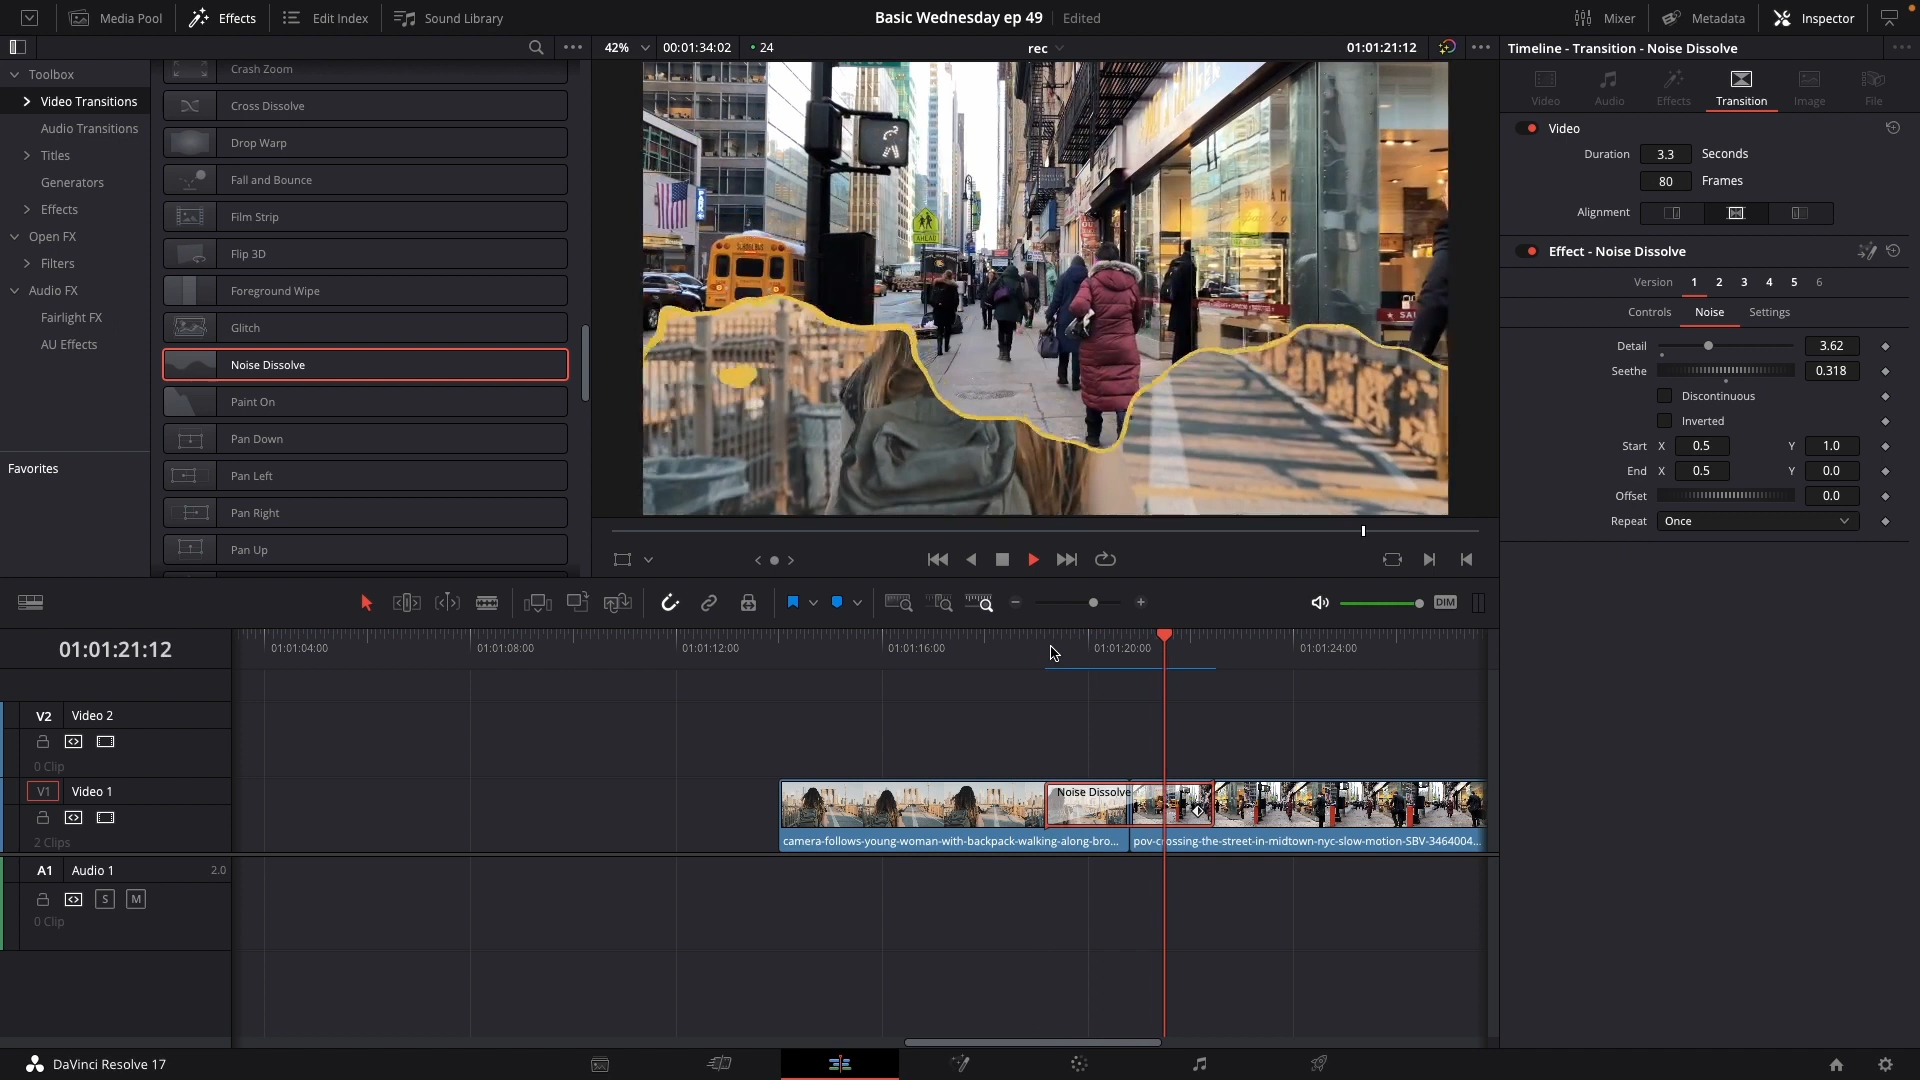 Media Pool
Effects
Edit Index
Sound Library
Basic Wednesday ep 49
Edited
Mixer
Metadata
Inspector
42%
00:01:34:02
24
rec
01:01:21:12
Timeline - Transition - Noise Dissolve
Toolbox
Video Transitions
Audio Transitions
Titles
Generators
Effects
Open FX
Filters
Audio FX
Fairlight FX
AU Effects
Favorites
Crash Zoom
Cross Dissolve
Drop Warp
Fall and Bounce
Film Strip
Flip 3D
Foreground Wipe
Glitch
Noise Dissolve
Paint On
Pan Down
Pan Left
Pan Right
Pan Up
AHEAD
Video
Audio
Effects
Transition
Image
File
Video
Duration 3.3 Seconds
80 Frames
Alignment
Effect - Noise Dissolve
Version 1 2 3 4 5 6
Controls Noise Settings
Detail 3.62
Seethe 0.318
Discontinuous
Inverted
Start X 0.5 Y 1.0
End X 0.5 Y 0.0
Offset 0.0
Repeat Once
DIM
01:01:21:12
01:01:04:00
01:01:08:00
01:01:12:00
01:01:16:00
01:01:20:00
01:01:24:00
V2 Video 2
0 Clip
V1 Video 1
2 Clips
Noise Dissolve
camera-follows-young-woman-with-backpack-walking-along-bro...
pov-crossing-the-street-in-midtown-nyc-slow-motion-SBV-3464004...
A1 Audio 1 2.0
S M
0 Clip
DaVinci Resolve 17